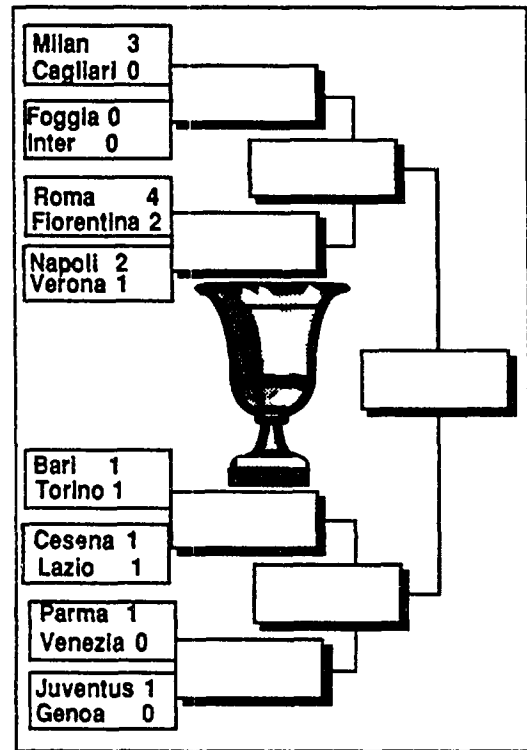 Milan 3
Cagliari 0
Foggia 0
Inter 0
Roma 4
Fiorentina 2
Napoli 2
Verona 1
Bari 1
Torino 1
Cesena 1
Lazio 1
Parma 1
Venezia 0
Juventus 1
Genoa 0